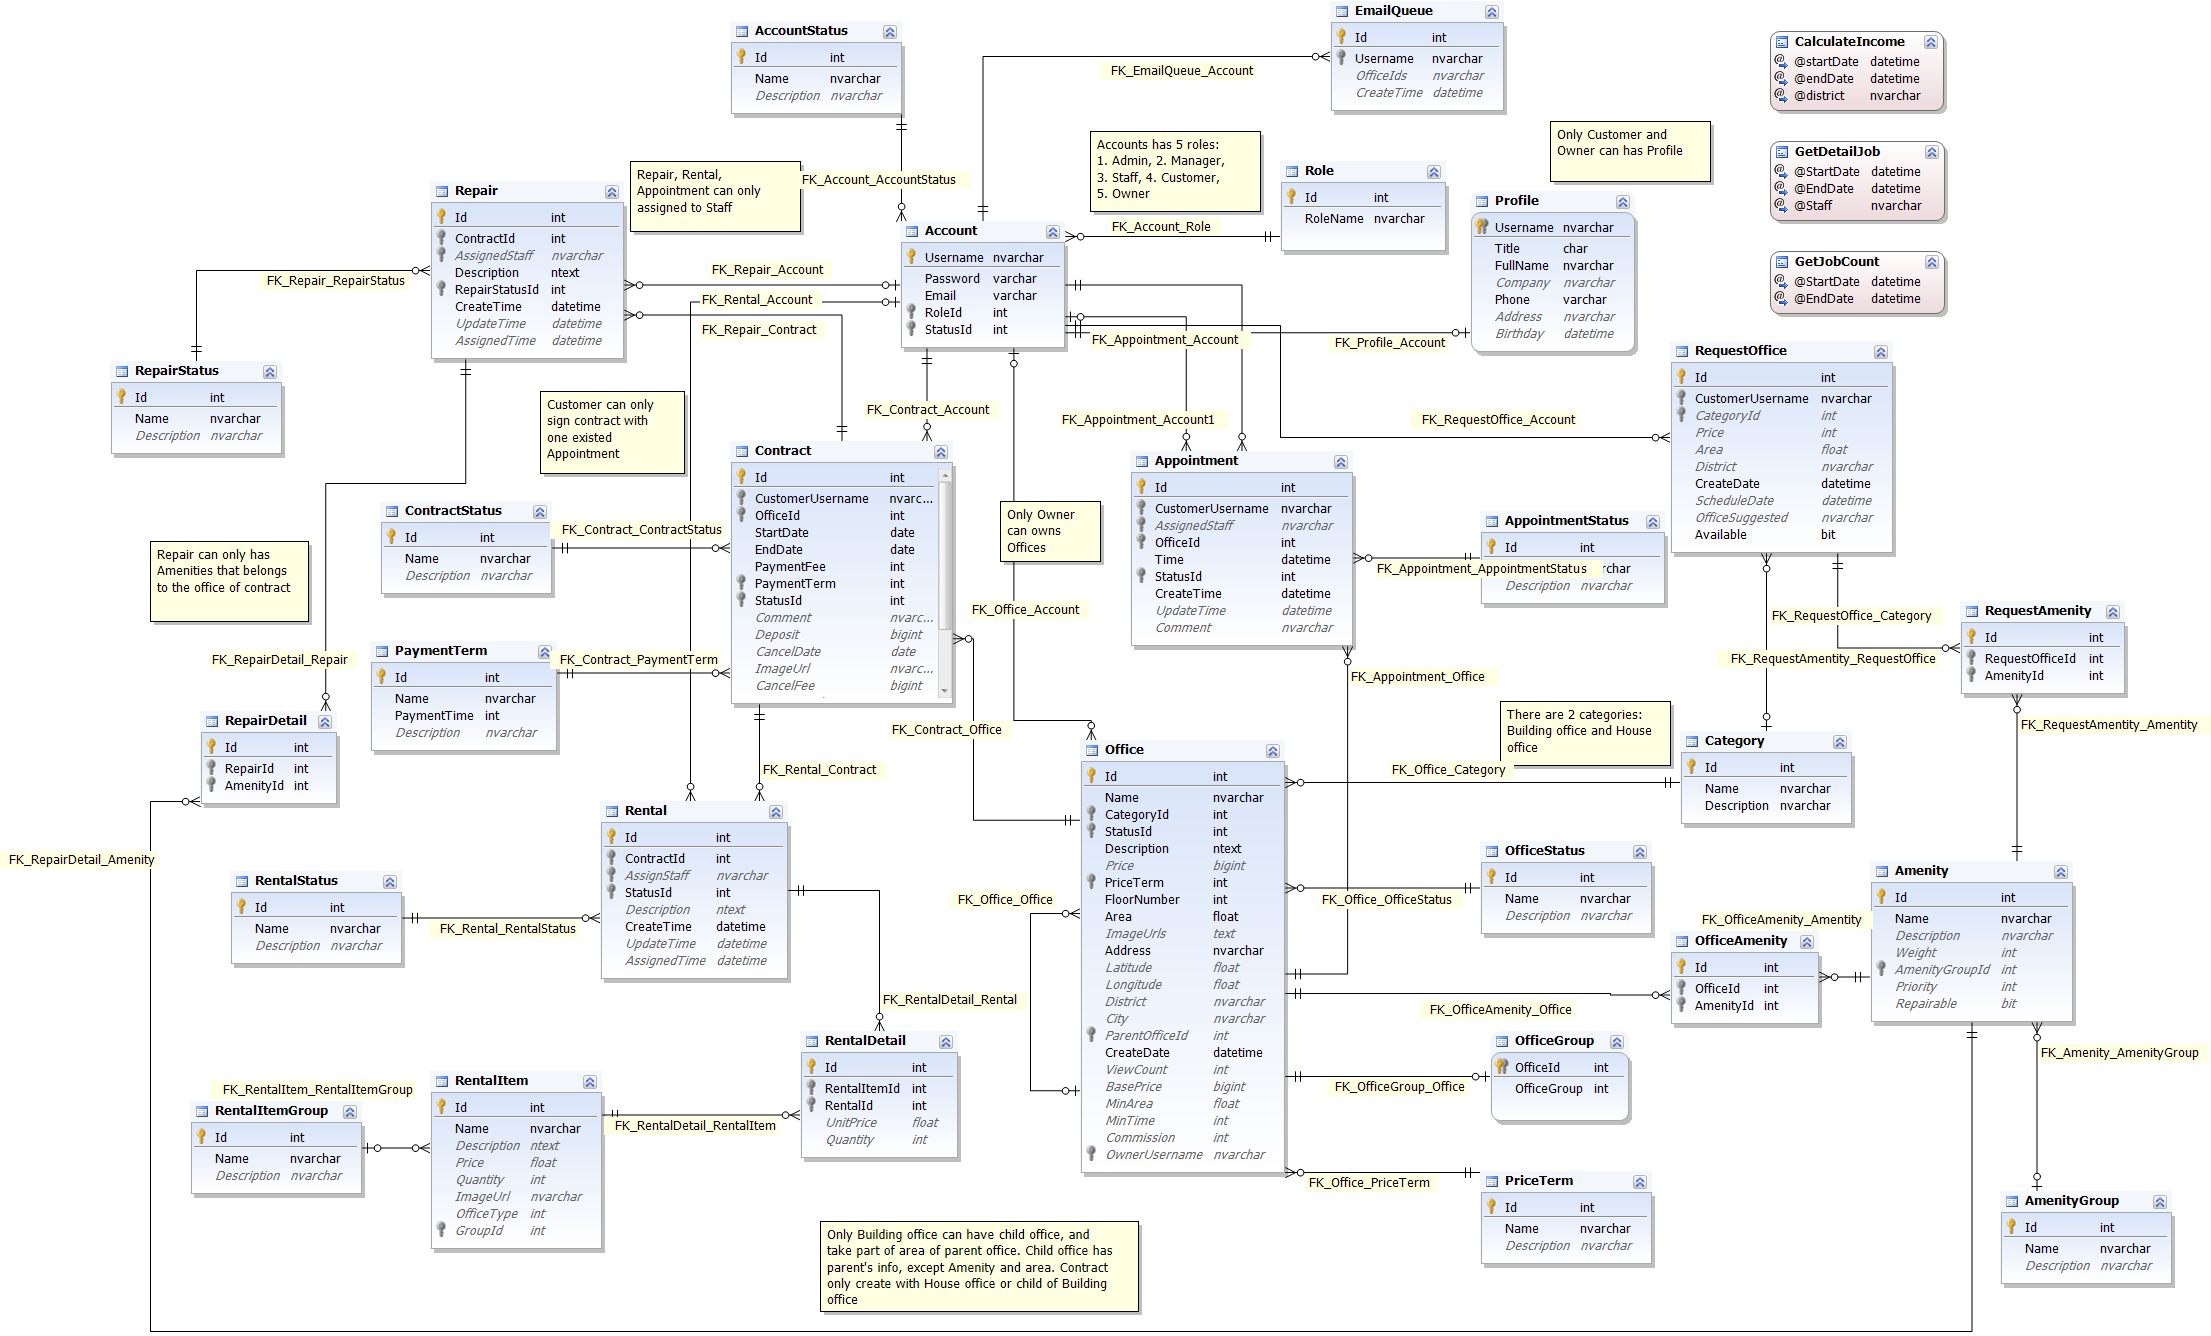 AccountStatus
Id int
Name nvarchar
Description nvarchar
EmailQueue
Id int
Username nvarchar
OfficeIds nvarchar
CreateTime datetime
FK_EmailQueue_Account
CalculateIncome
@startDate datetime
@endDate datetime
@district nvarchar
GetDetailJob
@StartDate datetime
@EndDate datetime
@Staff nvarchar
GetJobCount
@StartDate datetime
@EndDate datetime
Only Customer and
Owner can has Profile
Accounts has 5 roles:
1. Admin, 2. Manager,
3. Staff, 4. Customer,
5. Owner
Role
Id int
RoleName nvarchar
FK_Account_Role
Profile
Username nvarchar
Title char
FullName nvarchar
Company nvarchar
Phone varchar
Address nvarchar
Birthday datetime
FK_Profile_Account
Repair, Rental,
Appointment can only
assigned to Staff
FK_Account_AccountStatus
Repair
Id int
ContractId int
AssignedStaff nvarchar
Description ntext
RepairStatusId int
CreateTime datetime
UpdateTime datetime
AssignedTime datetime
FK_Repair_RepairStatus
FK_Repair_Account
FK_Rental_Account
FK_Repair_Contract
Account
Username nvarchar
Password varchar
Email varchar
RoleId int
StatusId int
FK_Appointment_Account
FK_Contract_Account
FK_Appointment_Account1
FK_RequestOffice_Account
RepairStatus
Id int
Name nvarchar
Description nvarchar
Customer can only
sign contract with
one existed
Appointment
RequestOffice
Id int
CustomerUsername nvarchar
CategoryId int
Price int
Area float
District nvarchar
CreateDate datetime
ScheduleDate datetime
OfficeSuggested nvarchar
Available bit
Contract
Id int
CustomerUsername nvarc...
OfficeId int
StartDate date
EndDate date
PaymentFee int
PaymentTerm int
StatusId int
Comment nvarc...
Deposit bigint
CancelDate date
ImageUrl nvarc...
CancelFee bigint
Appointment
Id int
CustomerUsername nvarchar
AssignedStaff nvarchar
OfficeId int
Time datetime
StatusId int
CreateTime datetime
UpdateTime datetime
Comment nvarchar
ContractStatus
Id int
Name nvarchar
Description nvarchar
FK_Contract_ContractStatus
Only Owner
can owns
Offices
AppointmentStatus
Id int
rchar
Description nvarchar
FK_Appointment_AppointmentStatus
Repair can only has
Amenities that belongs
to the office of contract
FK_Office_Account
FK_RequestOffice_Category
RequestAmenity
Id int
RequestOfficeId int
AmenityId int
FK_RequestAmentity_RequestOffice
FK_RepairDetail_Repair
PaymentTerm
Id int
Name nvarchar
PaymentTime int
Description nvarchar
FK_Contract_PaymentTerm
FK_Appointment_Office
FK_RequestAmentity_Amentity
RepairDetail
Id int
RepairId int
AmenityId int
FK_Contract_Office
FK_Rental_Contract
There are 2 categories:
Building office and House
office
Category
Id int
Name nvarchar
Description nvarchar
FK_Office_Category
Office
Id int
Name nvarchar
CategoryId int
StatusId int
Description ntext
Price bigint
PriceTerm int
FloorNumber int
Area float
ImageUrls text
Address nvarchar
Latitude float
Longitude float
District nvarchar
City nvarchar
ParentOfficeId int
CreateDate datetime
ViewCount int
BasePrice bigint
MinArea float
MinTime int
Commission int
OwnerUsername nvarchar
Rental
Id int
ContractId int
AssignStaff nvarchar
StatusId int
Description ntext
CreateTime datetime
UpdateTime datetime
AssignedTime datetime
FK_RepairDetail_Amenity
RentalStatus
Id int
Name nvarchar
Description nvarchar
FK_Rental_RentalStatus
FK_Office_Office
OfficeStatus
Id int
Name nvarchar
Description nvarchar
FK_Office_OfficeStatus
Amenity
Id int
Name nvarchar
Description nvarchar
Weight int
AmenityGroupId int
Priority int
Repairable bit
FK_OfficeAmenity_Amentity
OfficeAmenity
Id int
OfficeId int
AmenityId int
FK_OfficeAmenity_Office
FK_RentalDetail_Rental
RentalDetail
Id int
RentalItemId int
RentalId int
UnitPrice float
Quantity int
OfficeGroup
OfficeId int
OfficeGroup int
FK_OfficeGroup_Office
FK_Amenity_AmenityGroup
FK_RentalItem_RentalItemGroup
RentalItemGroup
Id int
Name nvarchar
Description nvarchar
RentalItem
Id int
Name nvarchar
Description ntext
Price float
Quantity int
ImageUrl nvarchar
OfficeType int
GroupId int
FK_RentalDetail_RentalItem
FK_Office_PriceTerm
PriceTerm
Id int
Name nvarchar
Description nvarchar
AmenityGroup
Id int
Name nvarchar
Description nvarchar
Only Building office can have child office, and
take part of area of parent office. Child office has
parent's info, except Amenity and area. Contract
only create with House office or child of Building
office